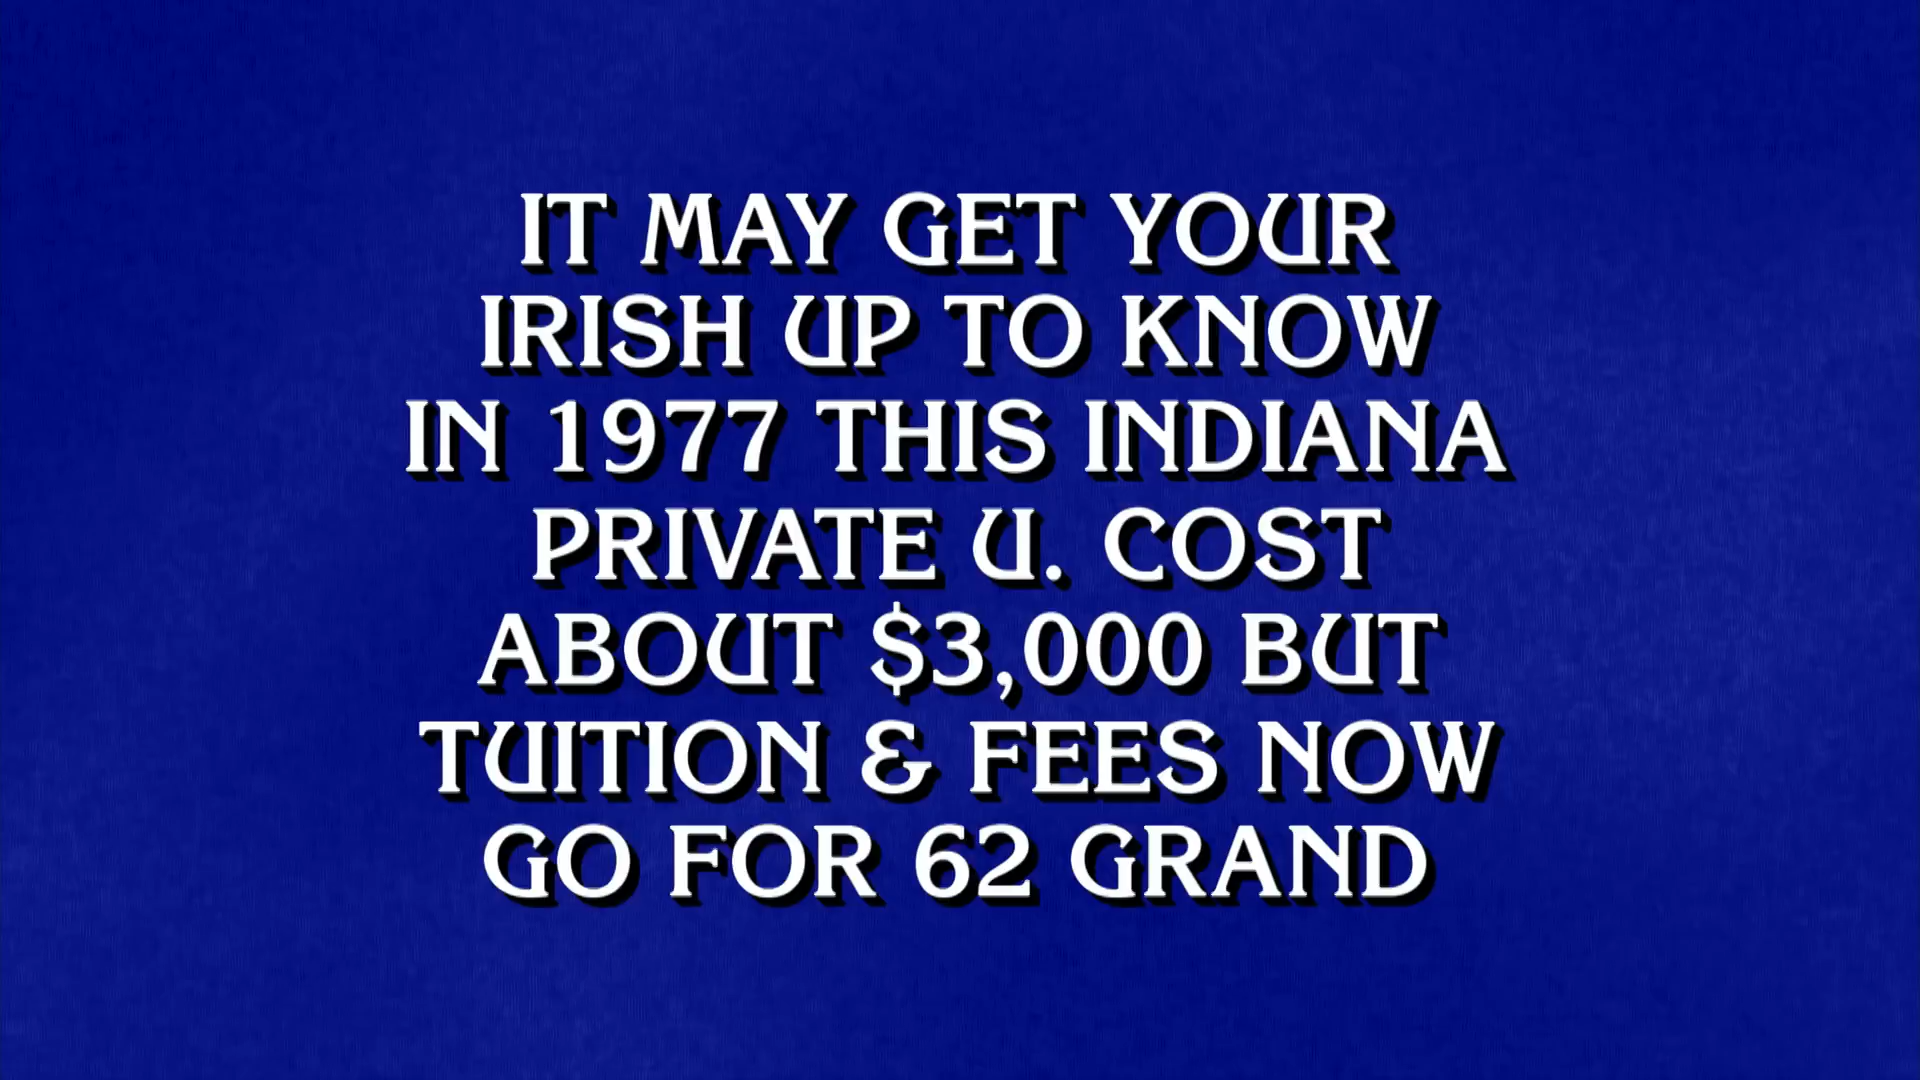 IT MAY GET YOUR
IRISH UP TO KNOW
IN 1977 THIS INDIANA
PRIVATE U. COST
ABOUT $3,000 BUT
TUITION & FEES NOW
GO FOR 62 GRAND